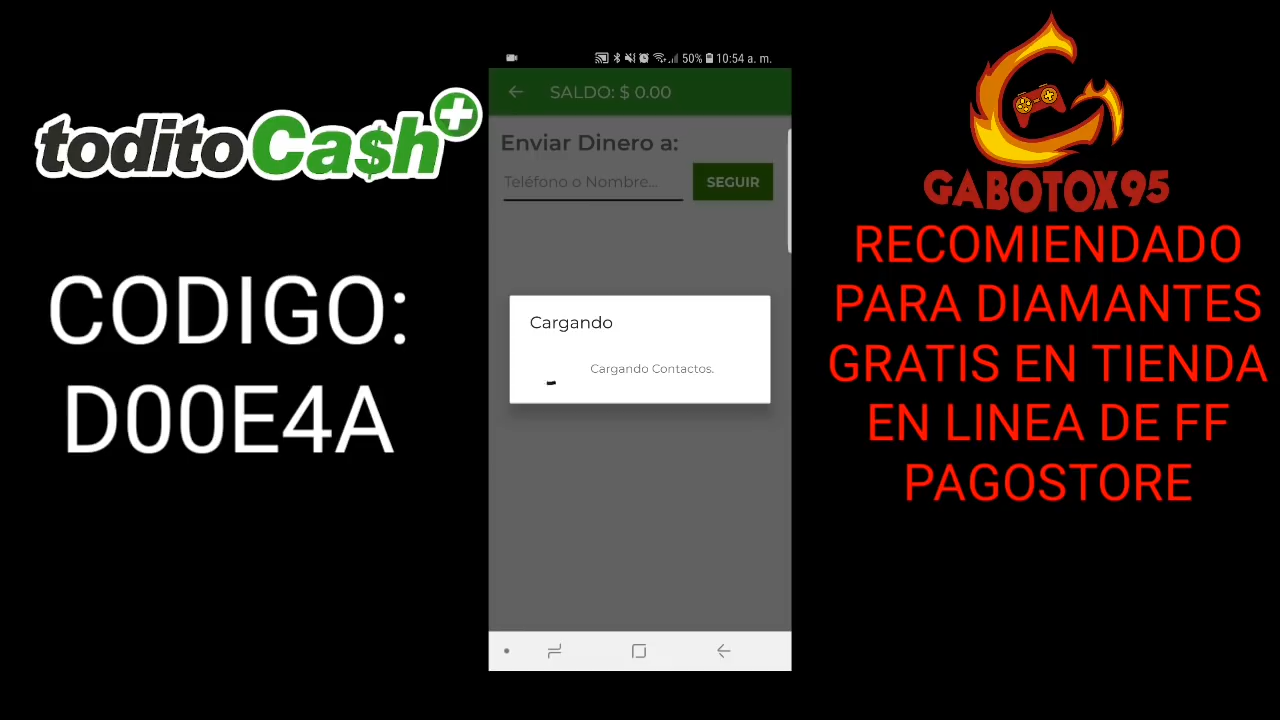 toditoCa$h+
CODIGO:
D00E4A
50% 10:54 a. m.
SALDO: $ 0.00
Enviar Dinero a:
Teléfono o Nombre...
SEGUIR
Cargando
Cargando Contactos.
GABOTOX95
RECOMIENDADO
PARA DIAMANTES
GRATIS EN TIENDA
EN LINEA DE FF
PAGOSTORE